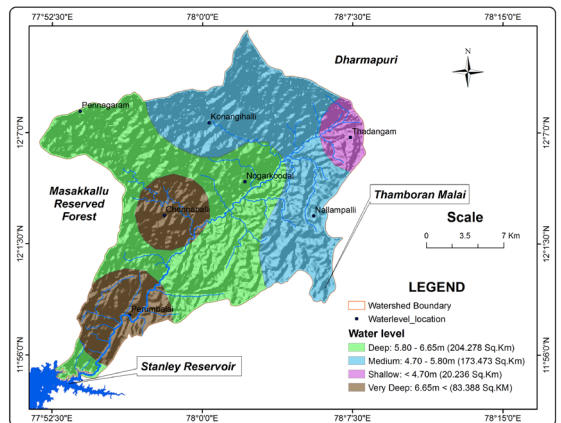 77°52'30"E 78°0'0"E 78°7'30"E 78°15'0"E
Dharmapuri
N
Pennagaram
Konangihalli
12°7'0"N
12°7'0"N
Thadangam
Nogarkoodal
Masakkallu
Reserved
Forest
Thamboran Malai
Chennahalli
Nallampalli
Scale
0 3.5 7 Km
12°1'30"N
12°1'30"N
LEGEND
Watershed Boundary
Waterlevel_location
Water level
Perumbalai
Deep: 5.80 - 6.65m (204.278 Sq.Km)
Medium: 4.70 - 5.80m (173.473 Sq.Km)
Shallow: < 4.70m (20.236 Sq.Km)
Very Deep: 6.65m < (83.388 Sq.KM)
11°56'0"N
11°56'0"N
Stanley Reservoir
77°52'30"E 78°0'0"E 78°7'30"E 78°15'0"E